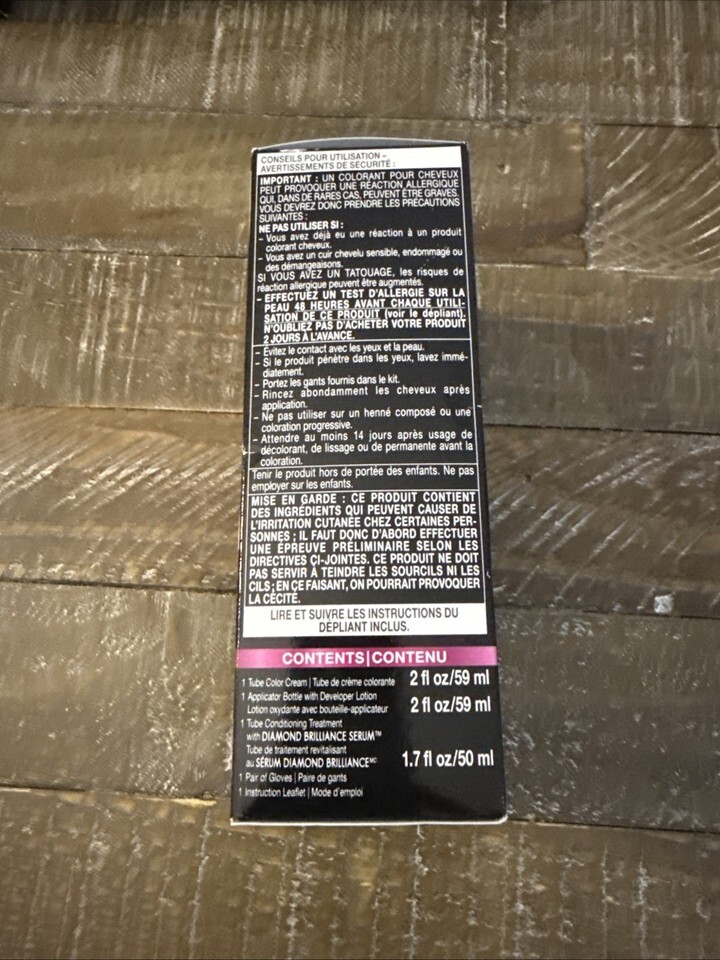 CONSEILS POUR UTILISATION –
AVERTISSEMENTS DE SÉCURITÉ :
IMPORTANT : UN COLORANT POUR CHEVEUX
PEUT PROVOQUER UNE RÉACTION ALLERGIQUE
QUI, DANS DE RARES CAS, PEUVENT ÊTRE GRAVES.
VOUS DEVREZ DONC PRENDRE LES PRÉCAUTIONS
SUIVANTES :
NE PAS UTILISER SI :
– Vous avez déjà eu une réaction à un produit
colorant cheveux.
– Vous avez un cuir chevelu sensible, endommagé ou
des démangeaisons.
SI VOUS AVEZ UN TATOUAGE, les risques de
réaction allergique peuvent être augmentés.
– EFFECTUEZ UN TEST D'ALLERGIE SUR LA
PEAU 48 HEURES AVANT CHAQUE UTILI-
SATION DE CE PRODUIT (voir le dépliant).
N'OUBLIEZ PAS D'ACHETER VOTRE PRODUIT
2 JOURS À L'AVANCE.
– Évitez le contact avec les yeux et la peau.
– Si le produit pénètre dans les yeux, lavez immé-
diatement.
– Portez les gants fournis dans le kit.
– Rincez abondamment les cheveux après
application.
– Ne pas utiliser sur un henné composé ou une
coloration progressive.
– Attendre au moins 14 jours après usage de
décolorant, de lissage ou de permanente avant la
coloration.
Tenir le produit hors de portée des enfants. Ne pas
employer sur les enfants.
MISE EN GARDE : CE PRODUIT CONTIENT
DES INGRÉDIENTS QUI PEUVENT CAUSER DE
L'IRRITATION CUTANÉE CHEZ CERTAINES PER-
SONNES ; IL FAUT DONC D'ABORD EFFECTUER
UNE ÉPREUVE PRÉLIMINAIRE SELON LES
DIRECTIVES CI-JOINTES. CE PRODUIT NE DOIT
PAS SERVIR À TEINDRE LES SOURCILS NI LES
CILS ; EN CE FAISANT, ON POURRAIT PROVOQUER
LA CÉCITÉ.
LIRE ET SUIVRE LES INSTRUCTIONS DU
DÉPLIANT INCLUS.
CONTENTS|CONTENU
1 Tube Color Cream | Tube de crème colorante 2 fl oz/59 ml
1 Applicator Bottle with Developer Lotion
Lotion oxydante avec bouteille-applicateur 2 fl oz/59 ml
1 Tube Conditioning Treatment
with DIAMOND BRILLIANCE SERUM™
Tube de traitement revitalisant
au SÉRUM DIAMOND BRILLIANCE MC 1.7 fl oz/50 ml
1 Pair of Gloves | Paire de gants
1 Instruction Leaflet | Mode d'emploi